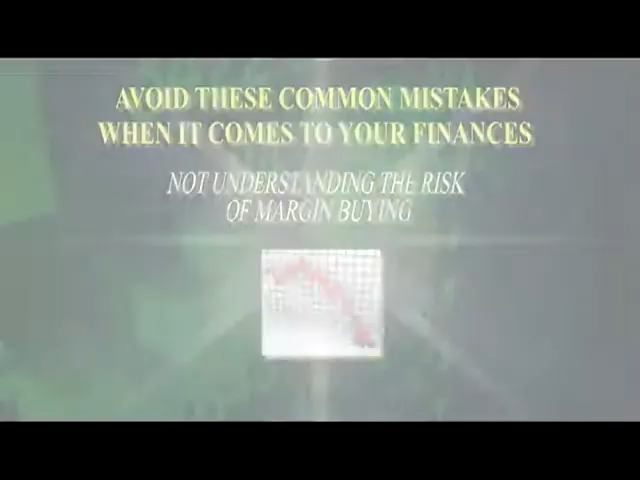 AVOID THESE COMMON MISTAKES
WHEN IT COMES TO YOUR FINANCES
NOT UNDERSTANDING THE RISK
OF MARGIN BUYING